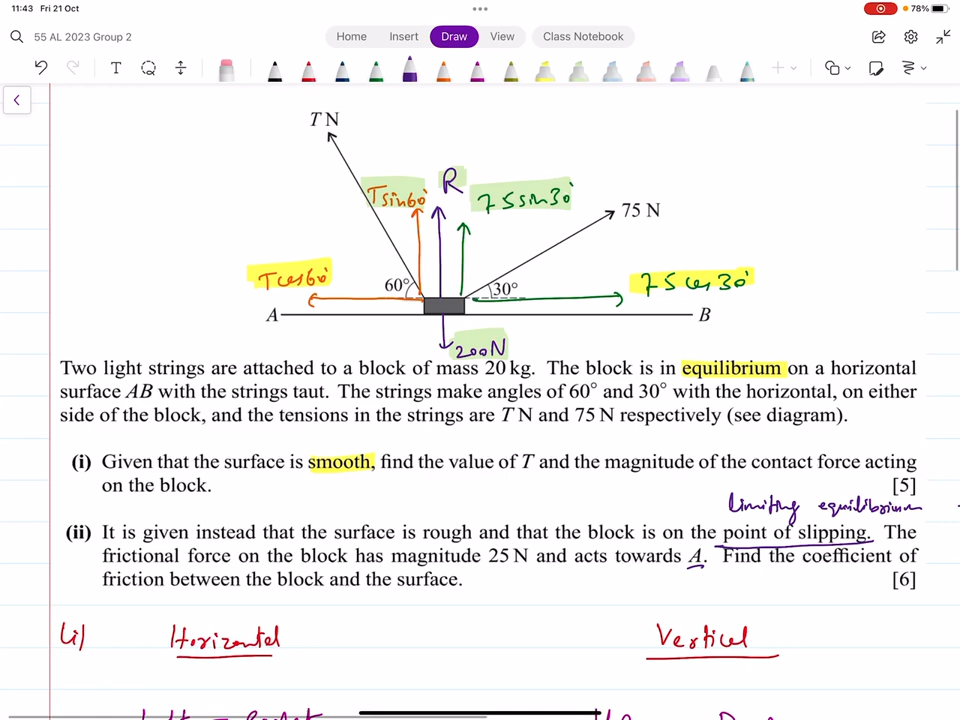 11:43 Fri 21 Oct
78%
55 AL 2023 Group 2
Home Insert Draw View Class Notebook
T
T N
Tsin60°
R
75sin30°
75 N
Tcos60°
60°
30°
75cos30°
A
B
200N
Two light strings are attached to a block of mass 20 kg. The block is in equilibrium on a horizontal
surface AB with the strings taut. The strings make angles of 60° and 30° with the horizontal, on either
side of the block, and the tensions in the strings are T N and 75 N respectively (see diagram).
(i) Given that the surface is smooth, find the value of T and the magnitude of the contact force acting
on the block. [5]
limiting equilibrium
(ii) It is given instead that the surface is rough and that the block is on the point of slipping. The
frictional force on the block has magnitude 25 N and acts towards A. Find the coefficient of
friction between the block and the surface. [6]
(i) Horizontal Vertical